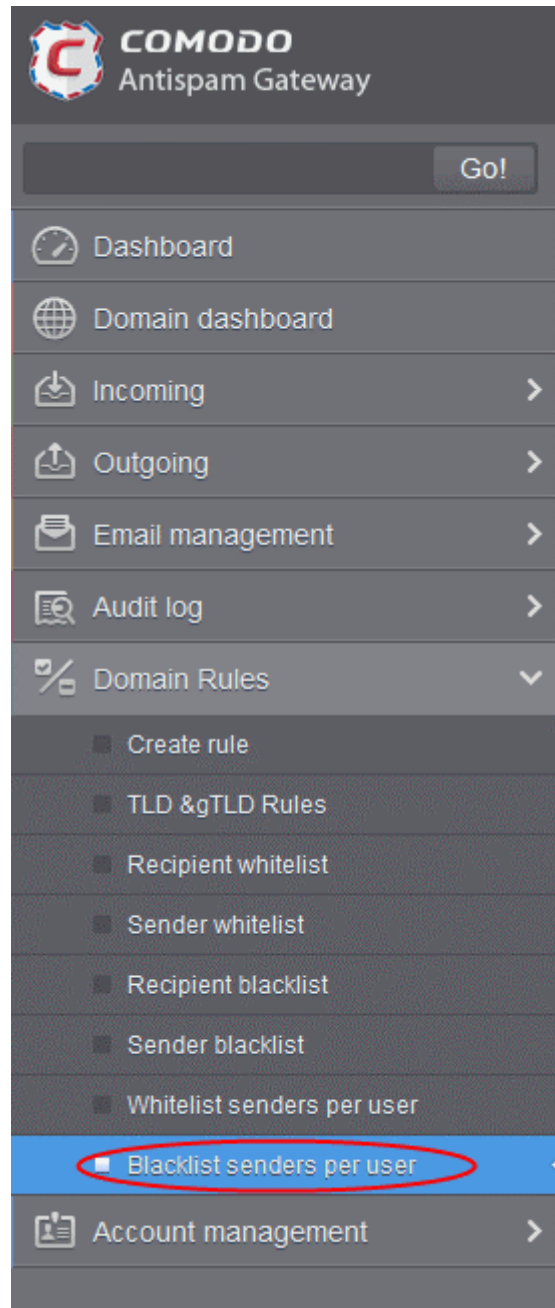 C COMODO
Antispam Gateway
Go!
Dashboard
Domain dashboard
Incoming
Outgoing
Email management
Audit log
Domain Rules
Create rule
TLD &gTLD Rules
Recipient whitelist
Sender whitelist
Recipient blacklist
Sender blacklist
Whitelist senders per user
Blacklist senders per user
Account management